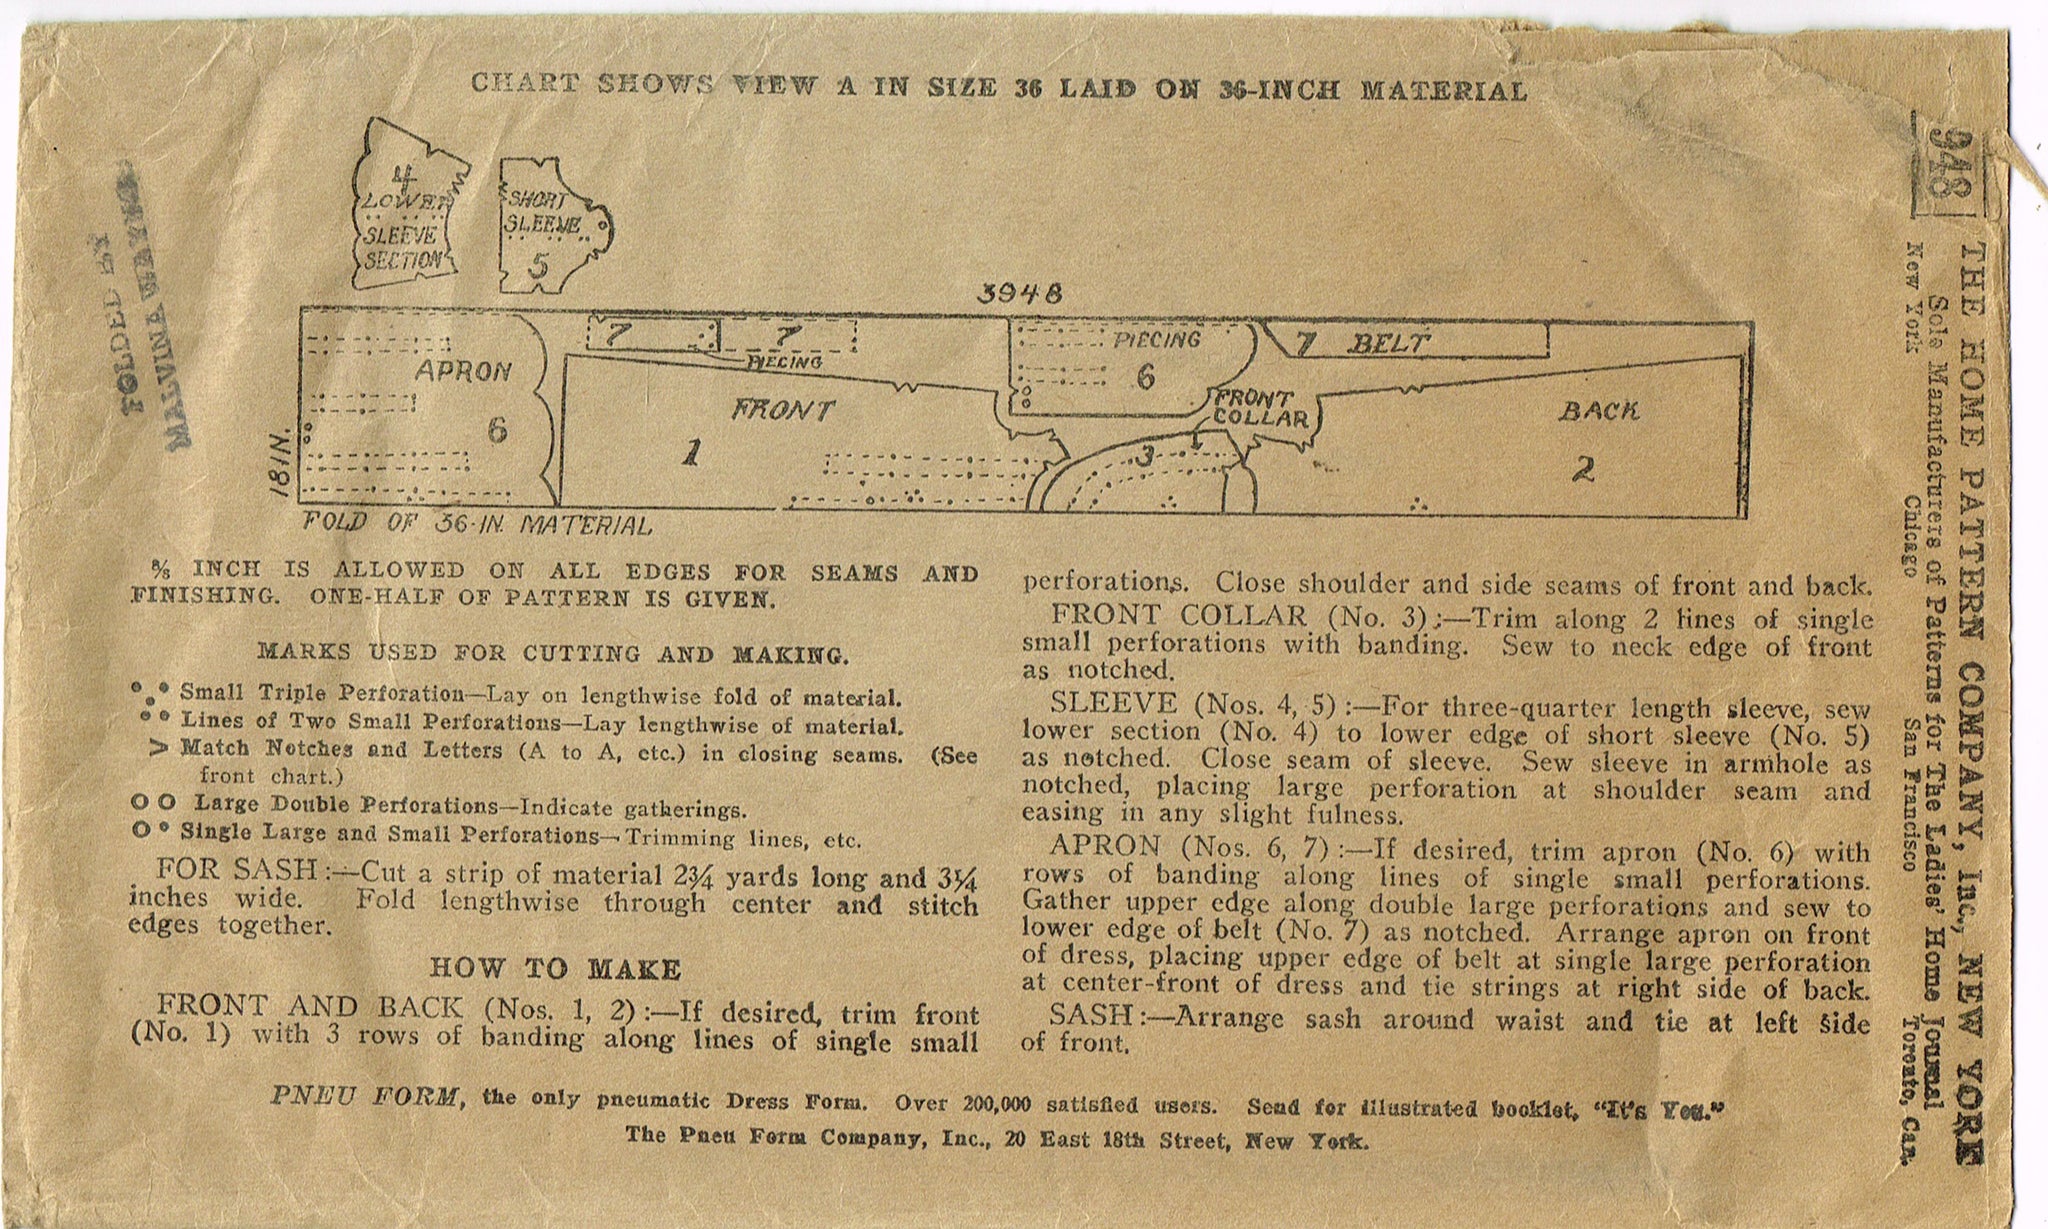 CHART SHOWS VIEW A IN SIZE 36 LAID ON 36-INCH MATERIAL
4
LOWER
SLEEVE
SECTION
SHORT
SLEEVE
5
3948
APRON
6
7
7
PIECING
FRONT
1
PIECING
6
7 BELT
FRONT
COLLAR
3
BACK
2
18 IN.
FOLD OF 36-IN. MATERIAL
FOLDED BY
MALVINA
⅜ INCH IS ALLOWED ON ALL EDGES FOR SEAMS AND
FINISHING. ONE-HALF OF PATTERN IS GIVEN.
MARKS USED FOR CUTTING AND MAKING.
Small Triple Perforation—Lay on lengthwise fold of material.
Lines of Two Small Perforations—Lay lengthwise of material.
> Match Notches and Letters (A to A, etc.) in closing seams. (See
front chart.)
Large Double Perforations—Indicate gatherings.
Single Large and Small Perforations—Trimming lines, etc.
FOR SASH:—Cut a strip of material 2¾ yards long and 3¼
inches wide. Fold lengthwise through center and stitch
edges together.
HOW TO MAKE
FRONT AND BACK (Nos. 1, 2):—If desired, trim front
(No. 1) with 3 rows of banding along lines of single small
perforations. Close shoulder and side seams of front and back.
FRONT COLLAR (No. 3):—Trim along 2 lines of single
small perforations with banding. Sew to neck edge of front
as notched.
SLEEVE (Nos. 4, 5):—For three-quarter length sleeve, sew
lower section (No. 4) to lower edge of short sleeve (No. 5)
as notched. Close seam of sleeve. Sew sleeve in armhole as
notched, placing large perforation at shoulder seam and
easing in any slight fulness.
APRON (Nos. 6, 7):—If desired, trim apron (No. 6) with
rows of banding along lines of single small perforations.
Gather upper edge along double large perforations and sew to
lower edge of belt (No. 7) as notched. Arrange apron on front
of dress, placing upper edge of belt at single large perforation
at center-front of dress and tie strings at right side of back.
SASH:—Arrange sash around waist and tie at left side
of front.
PNEU FORM, the only pneumatic Dress Form. Over 200,000 satisfied users. Send for illustrated booklet, "It's You."
The Pneu Form Company, Inc., 20 East 18th Street, New York.
948
THE HOME PATTERN COMPANY, Inc., NEW YORK
Sole Manufacturers of Patterns for The Ladies' Home Journal
New York Chicago San Francisco Toronto, Can.